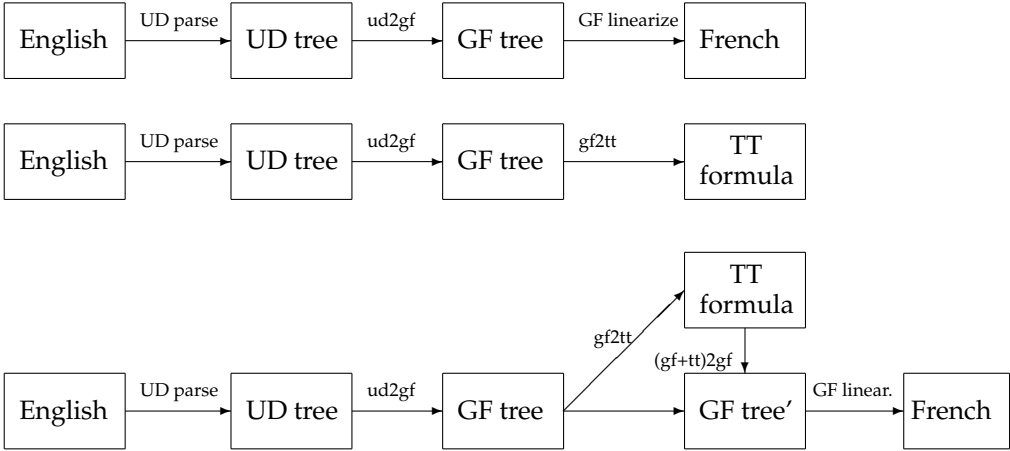 UD parse ud2gf GF linearize
English UD tree GF tree French
UD parse ud2gf gf2tt
English UD tree GF tree TT
formula
TT
formula
gf2tt
(gf+tt)2gf
UD parse ud2gf GF linear.
English UD tree GF tree GF tree′ French